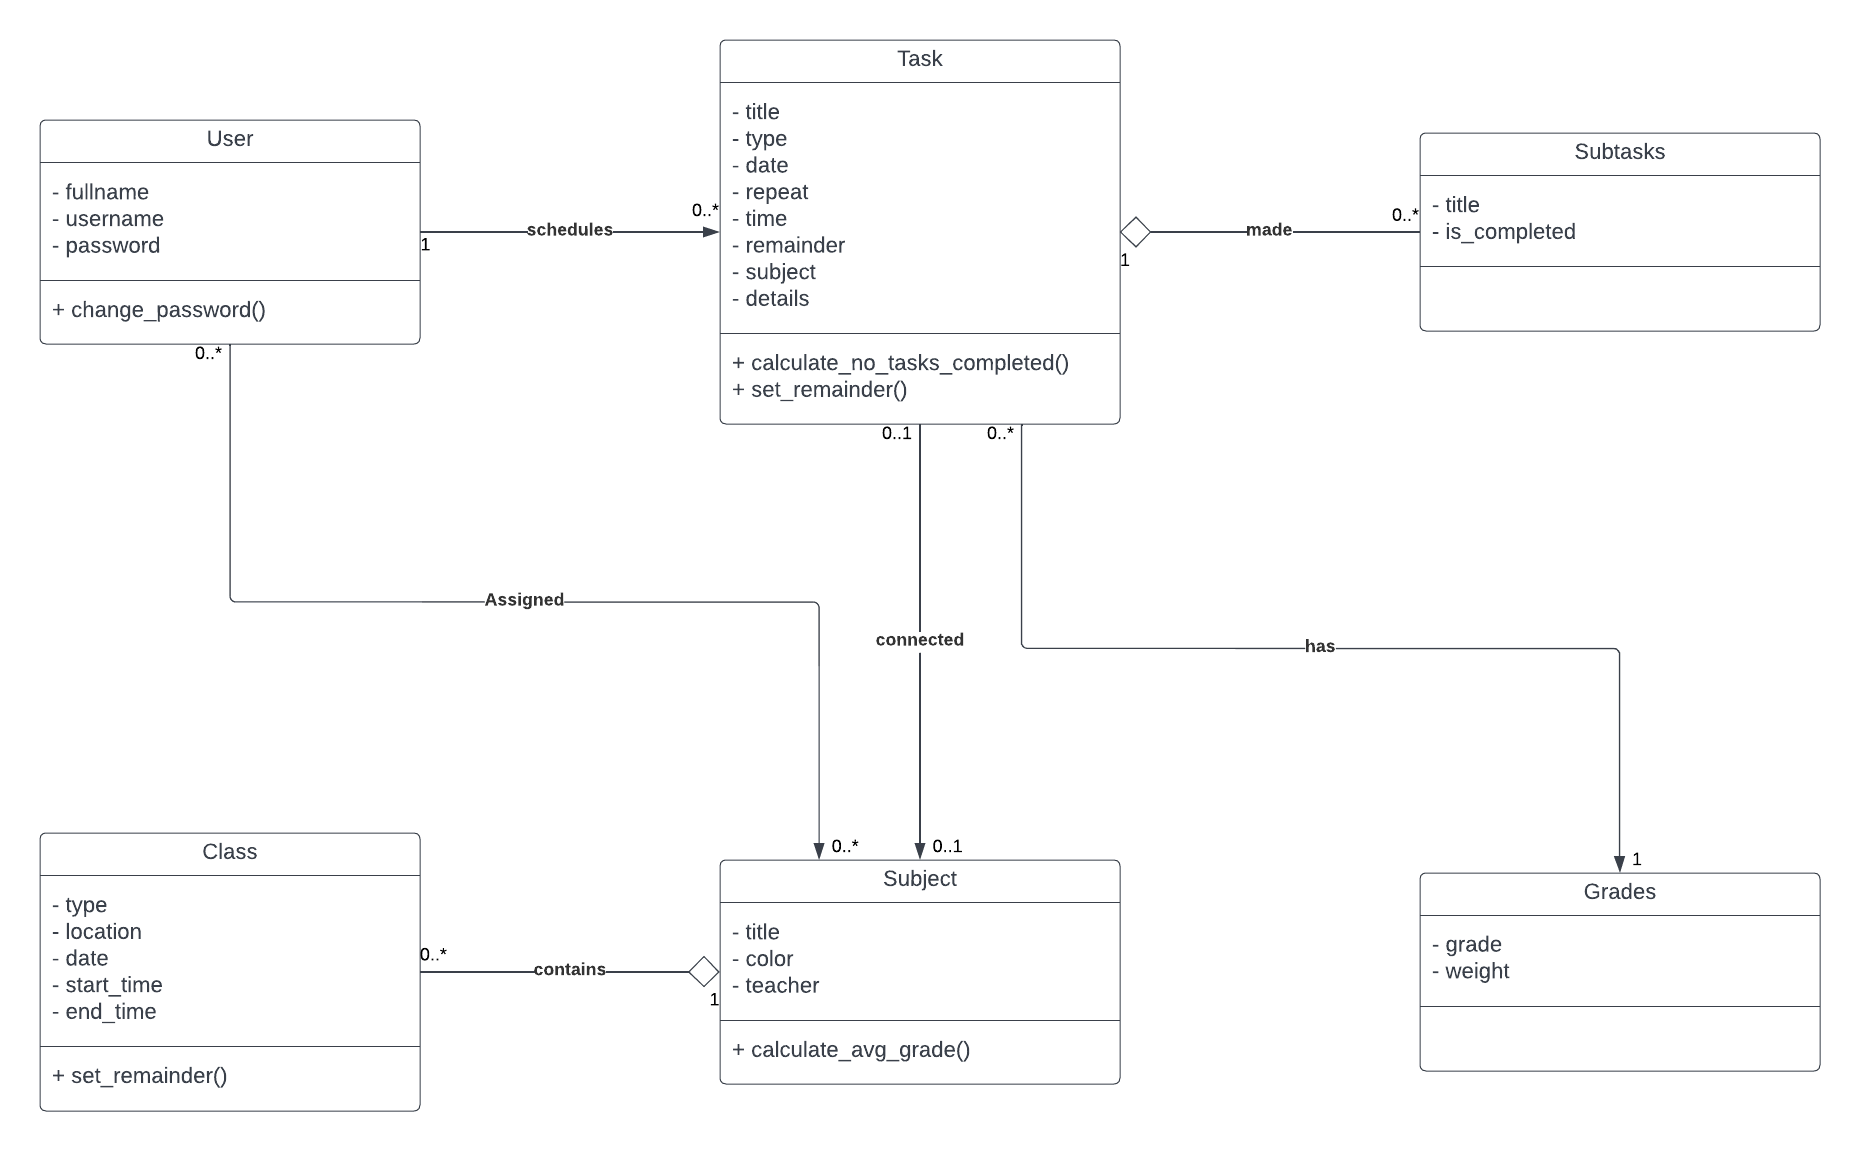 Task
- title
- type
- date
- repeat
- time
- remainder
- subject
- details
+ calculate_no_tasks_completed()
+ set_remainder()
User
- fullname
- username
- password
+ change_password()
Subtasks
- title
- is_completed
1
schedules
0..*
1
made
0..*
0..*
Assigned
0..*
0..1
connected
0..1
0..*
has
1
Class
- type
- location
- date
- start_time
- end_time
+ set_remainder()
0..*
contains
1
Subject
- title
- color
- teacher
+ calculate_avg_grade()
Grades
- grade
- weight